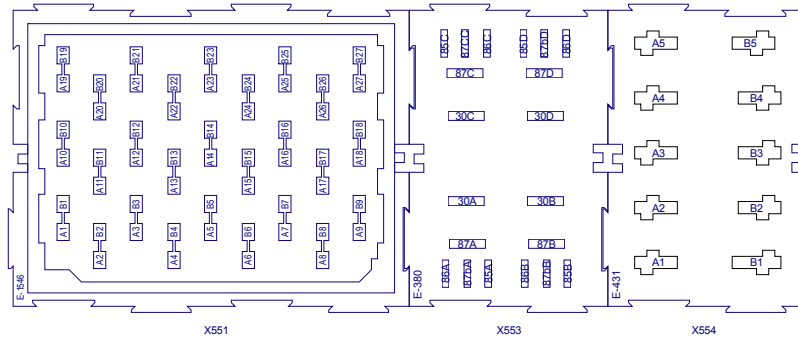 B19 B21 B23 B25 B27
A19 B20 A21 B22 A23 B24 A25 B26 A27
A20 A22 A24 A26
B10 B12 B14 B16 B18
A10 B11 A12 B13 A14 B15 A16 B17 A18
A11 A13 A15 A17
B1 B3 B5 B7 B9
A1 B2 A3 B4 A5 B6 A7 B8 A9
A2 A4 A6 A8
E-1546
85C 87CC 86C 85D 87bD 86D
87C 87D
30C 30D
30A 30B
87A 87B
86A 87bA 85A 86B 87bB 85B
E-380
A5 B5
A4 B4
A3 B3
A2 B2
A1 B1
E-431
X551 X553 X554